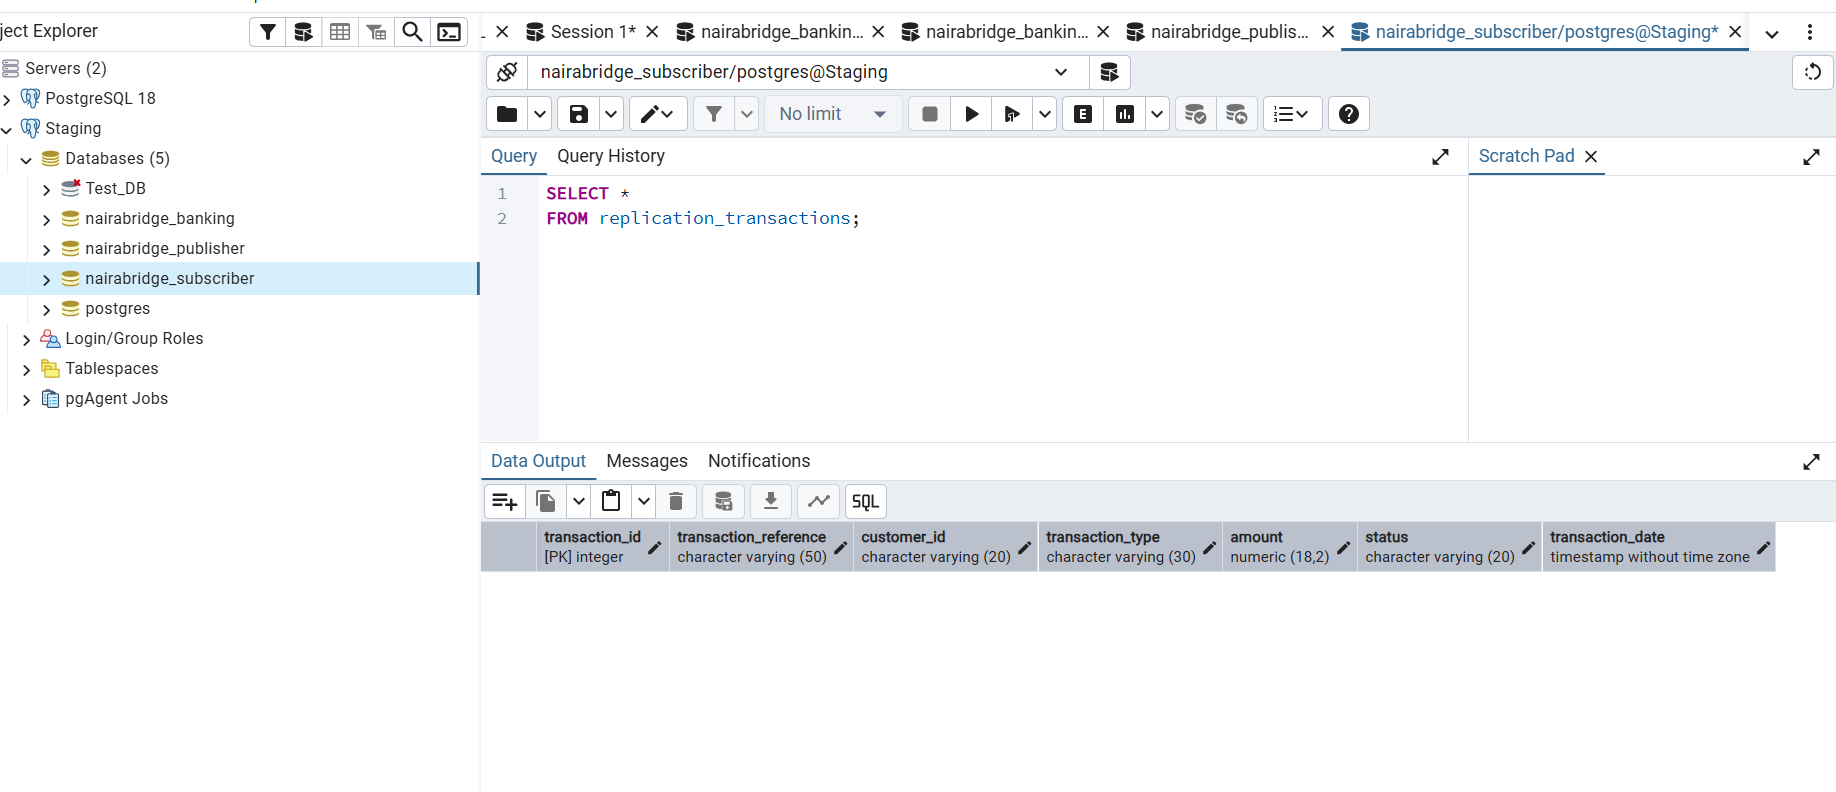 ject Explorer
Servers (2)
PostgreSQL 18
Staging
Databases (5)
Test_DB
nairabridge_banking
nairabridge_publisher
nairabridge_subscriber
postgres
Login/Group Roles
Tablespaces
pgAgent Jobs
Session 1*
nairabridge_bankin...
nairabridge_bankin...
nairabridge_publis...
nairabridge_subscriber/postgres@Staging*
nairabridge_subscriber/postgres@Staging
No limit
E
Query
Query History
Scratch Pad
1 SELECT *
2 FROM replication_transactions;
Data Output
Messages
Notifications
SQL
transaction_id
[PK] integer
transaction_reference
character varying (50)
customer_id
character varying (20)
transaction_type
character varying (30)
amount
numeric (18,2)
status
character varying (20)
transaction_date
timestamp without time zone